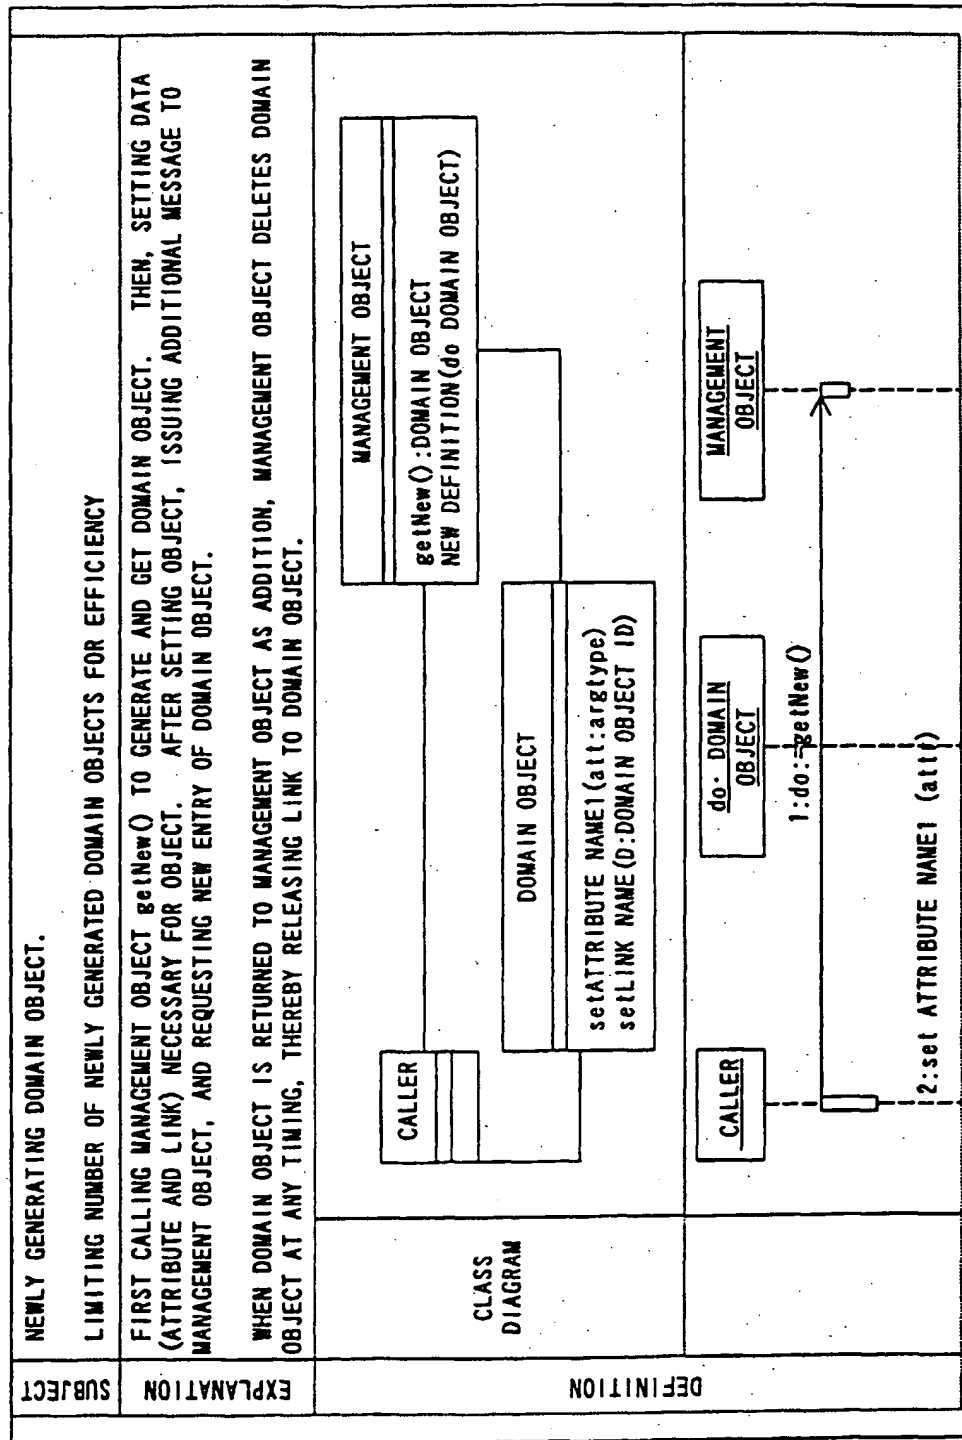 SUBJECT
NEWLY GENERATING DOMAIN OBJECT.
LIMITING NUMBER OF NEWLY GENERATED DOMAIN OBJECTS FOR EFFICIENCY
EXPLANATION
FIRST CALLING MANAGEMENT OBJECT getNew() TO GENERATE AND GET DOMAIN OBJECT. THEN, SETTING DATA
(ATTRIBUTE AND LINK) NECESSARY FOR OBJECT. AFTER SETTING OBJECT, ISSUING ADDITIONAL MESSAGE TO
MANAGEMENT OBJECT, AND REQUESTING NEW ENTRY OF DOMAIN OBJECT.
WHEN DOMAIN OBJECT IS RETURNED TO MANAGEMENT OBJECT AS ADDITION, MANAGEMENT OBJECT DELETES DOMAIN
OBJECT AT ANY TIMING, THEREBY RELEASING LINK TO DOMAIN OBJECT.
DEFINITION
CLASS
DIAGRAM
CALLER
MANAGEMENT OBJECT
getNew():DOMAIN OBJECT
NEW DEFINITION(do DOMAIN OBJECT)
DOMAIN OBJECT
setATTRIBUTE NAME1(att:argtype)
setLINK NAME(D:DOMAIN OBJECT ID)
CALLER
do· DOMAIN
OBJECT
MANAGEMENT
OBJECT
1:do:=getNew()
2:set ATTRIBUTE NAME1 (att)